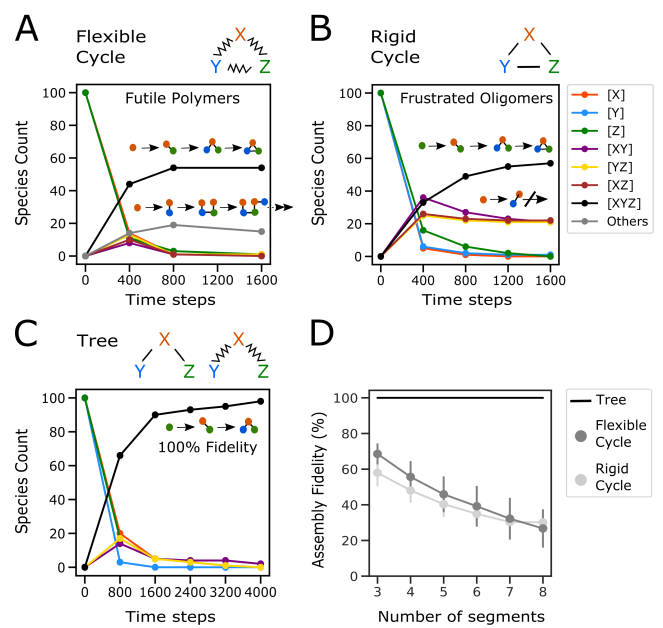 A
Flexible
Cycle
X
Y
Z
Species Count
100
80
60
40
20
0
Futile Polymers
0
400
800
1200
1600
Time steps
B
Rigid
Cycle
X
Y
Z
Species Count
100
80
60
40
20
0
Frustrated Oligomers
0
400
800
1200
1600
Time steps
[X]
[Y]
[Z]
[XY]
[YZ]
[XZ]
[XYZ]
Others
C
Tree
X
Y
Z
X
Y
Z
Species Count
100
80
60
40
20
0
100% Fidelity
0
800
1600
2400
3200
4000
Time steps
D
Assembly Fidelity (%)
100
80
60
40
20
0
3
4
5
6
7
8
Number of segments
Tree
Flexible
Cycle
Rigid
Cycle